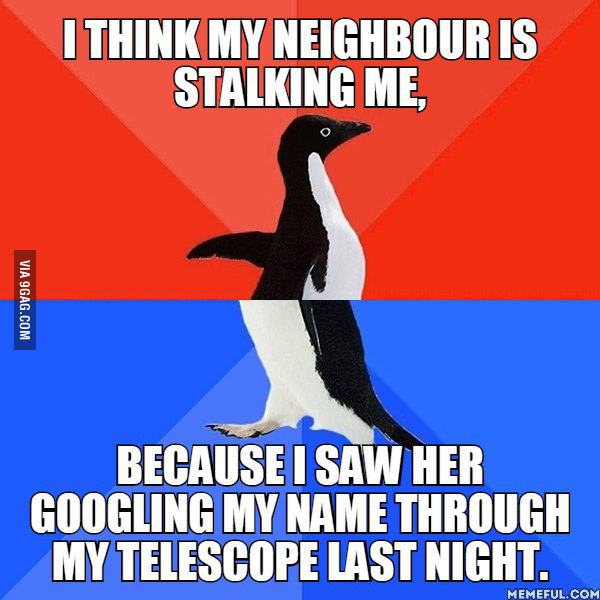 I THINK MY NEIGHBOUR IS
STALKING ME,
VIA 9GAG.COM
BECAUSE I SAW HER
GOOGLING MY NAME THROUGH
MY TELESCOPE LAST NIGHT.
MEMEFUL.COM